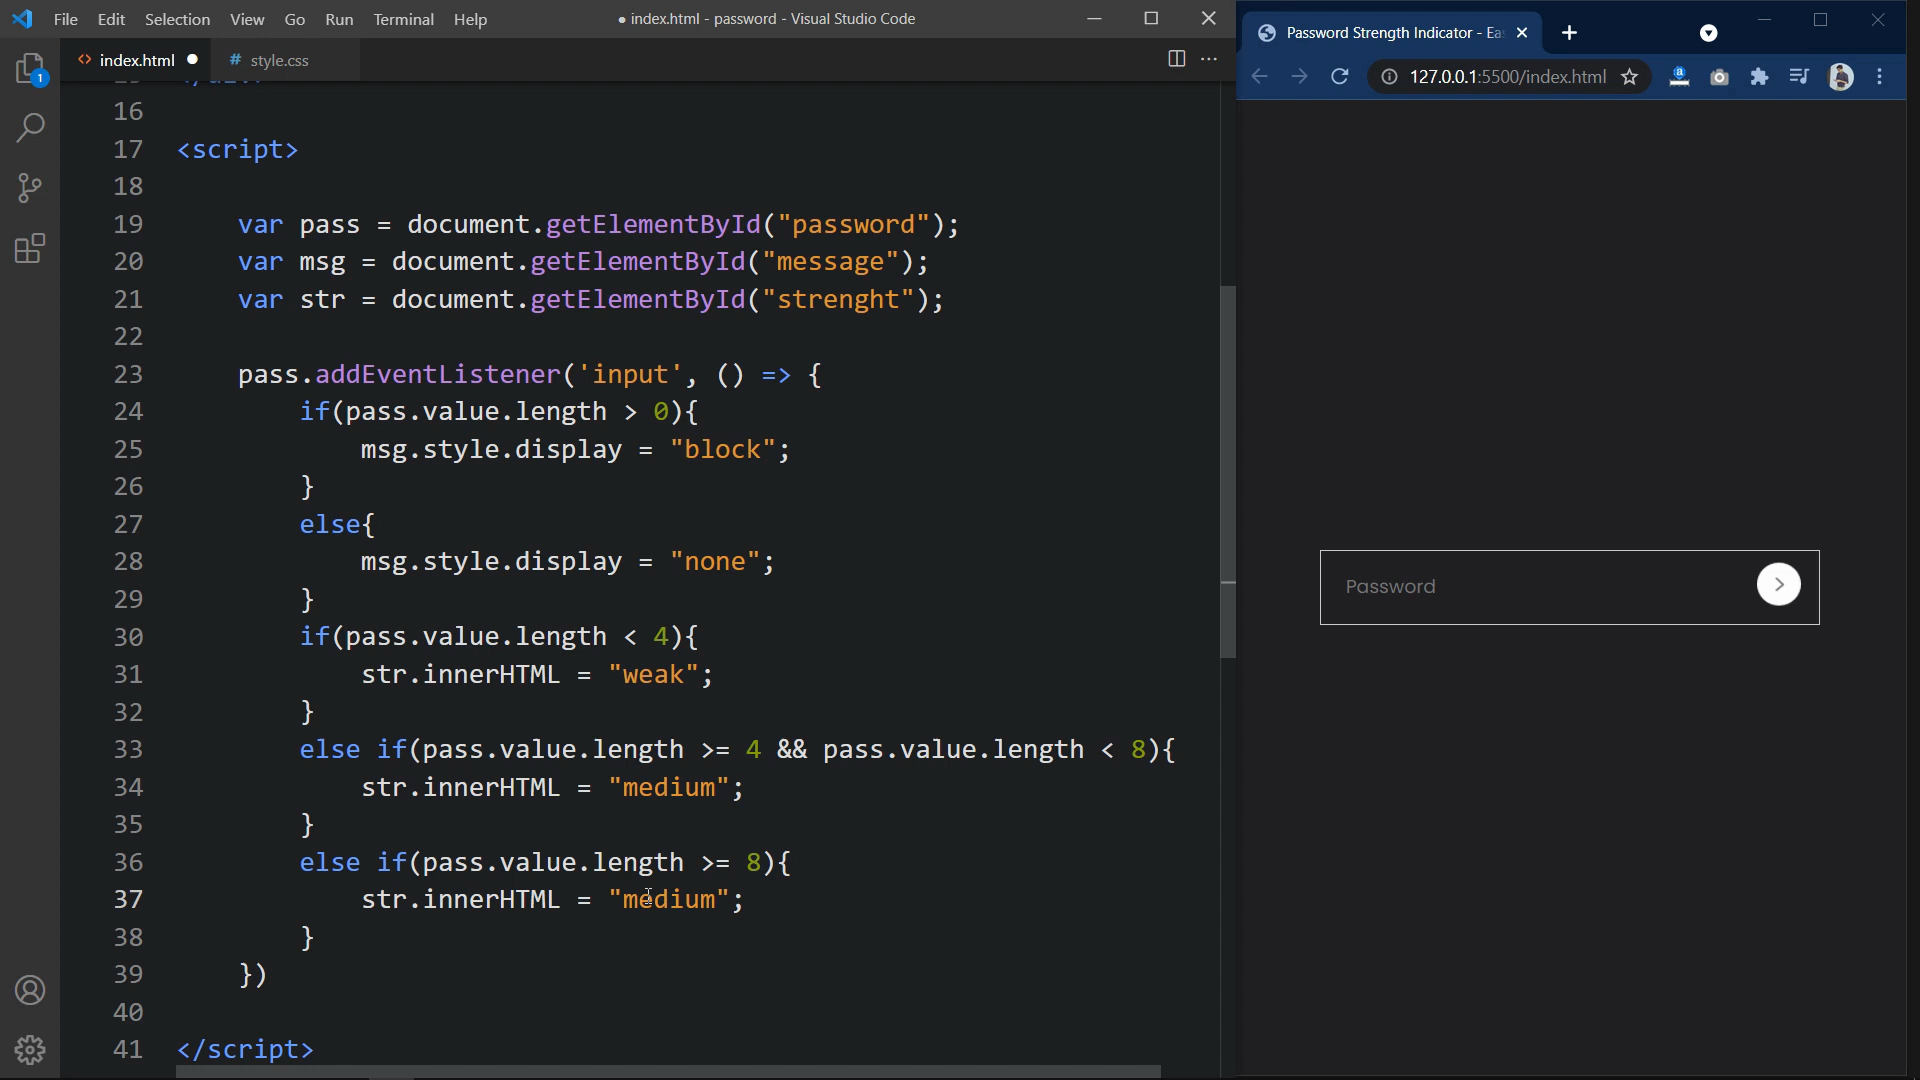 File Edit Selection View Go Run Terminal Help
● index.html - password - Visual Studio Code
<> index.html ●
# style.css
1
16
17 <script>
18
19 var pass = document.getElementById("password");
20 var msg = document.getElementById("message");
21 var str = document.getElementById("strenght");
22
23 pass.addEventListener('input', () => {
24 if(pass.value.length > 0){
25 msg.style.display = "block";
26 }
27 else{
28 msg.style.display = "none";
29 }
30 if(pass.value.length < 4){
31 str.innerHTML = "weak";
32 }
33 else if(pass.value.length >= 4 && pass.value.length < 8){
34 str.innerHTML = "medium";
35 }
36 else if(pass.value.length >= 8){
37 str.innerHTML = "medium";
38 }
39 })
40
41 </script>
Password Strength Indicator - Ea
127.0.0.1:5500/index.html
Password